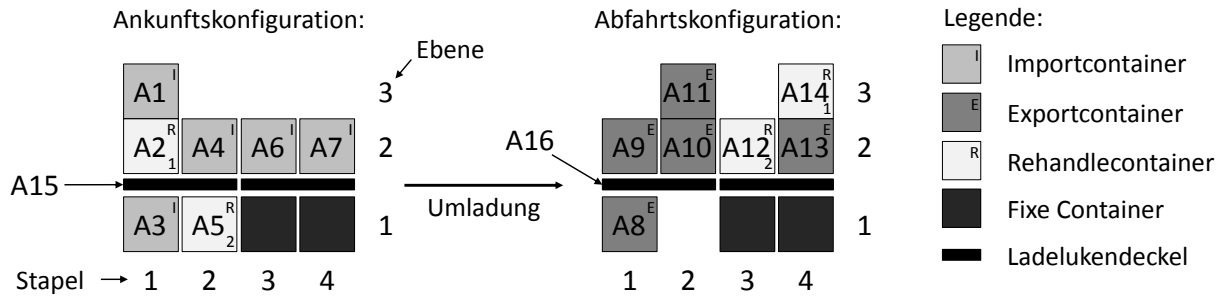 Ankunftskonfiguration:
Abfahrtskonfiguration:
Legende:
Ebene
A1 I
3
A11 E
A14 R 1
3
I Importcontainer
A2 R 1
A4 I
A6 I
A7 I
2
A16
A9 E
A10 E
A12 R 2
A13 E
2
E Exportcontainer
R Rehandlecontainer
A15
Umladung
A3 I
A5 R 2
1
A8 E
1
Fixe Container
Ladelukendeckel
Stapel
1 2 3 4
1 2 3 4